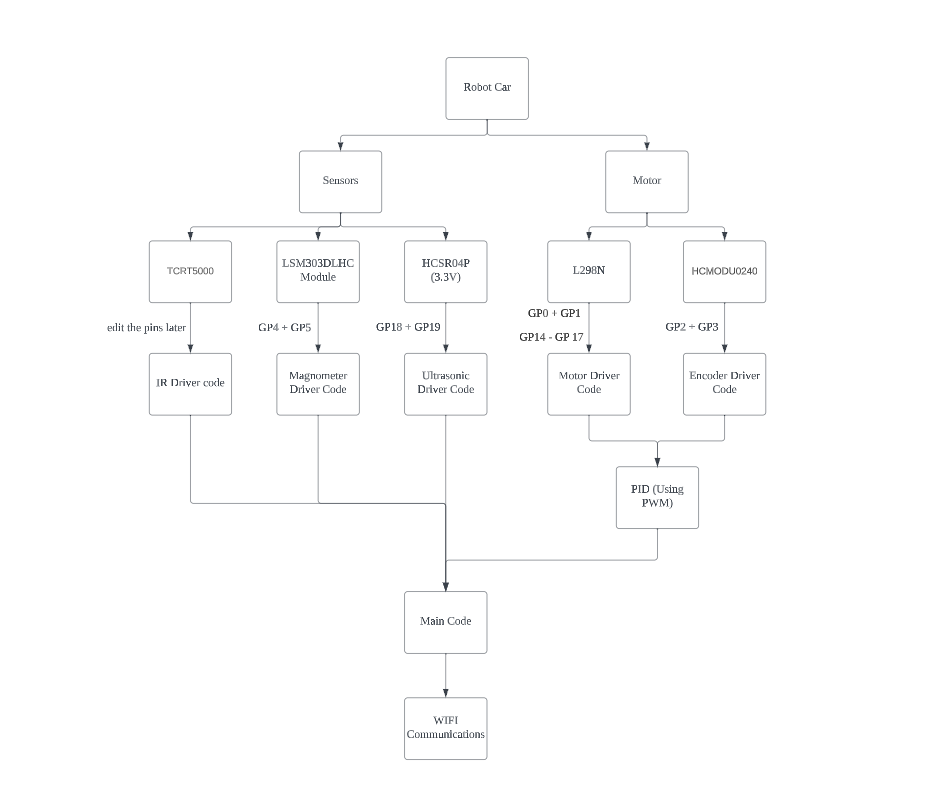 Robot Car
Sensors
Motor
TCRT5000
LSM303DLHC
Module
HCSR04P
(3.3V)
L298N
HCMODU0240
edit the pins later
GP4 + GP5
GP18 + GP19
GP0 + GP1
GP14 - GP 17
GP2 + GP3
IR Driver code
Magnometer
Driver Code
Ultrasonic
Driver Code
Motor Driver
Code
Encoder Driver
Code
PID (Using
PWM)
Main Code
WIFI
Communications